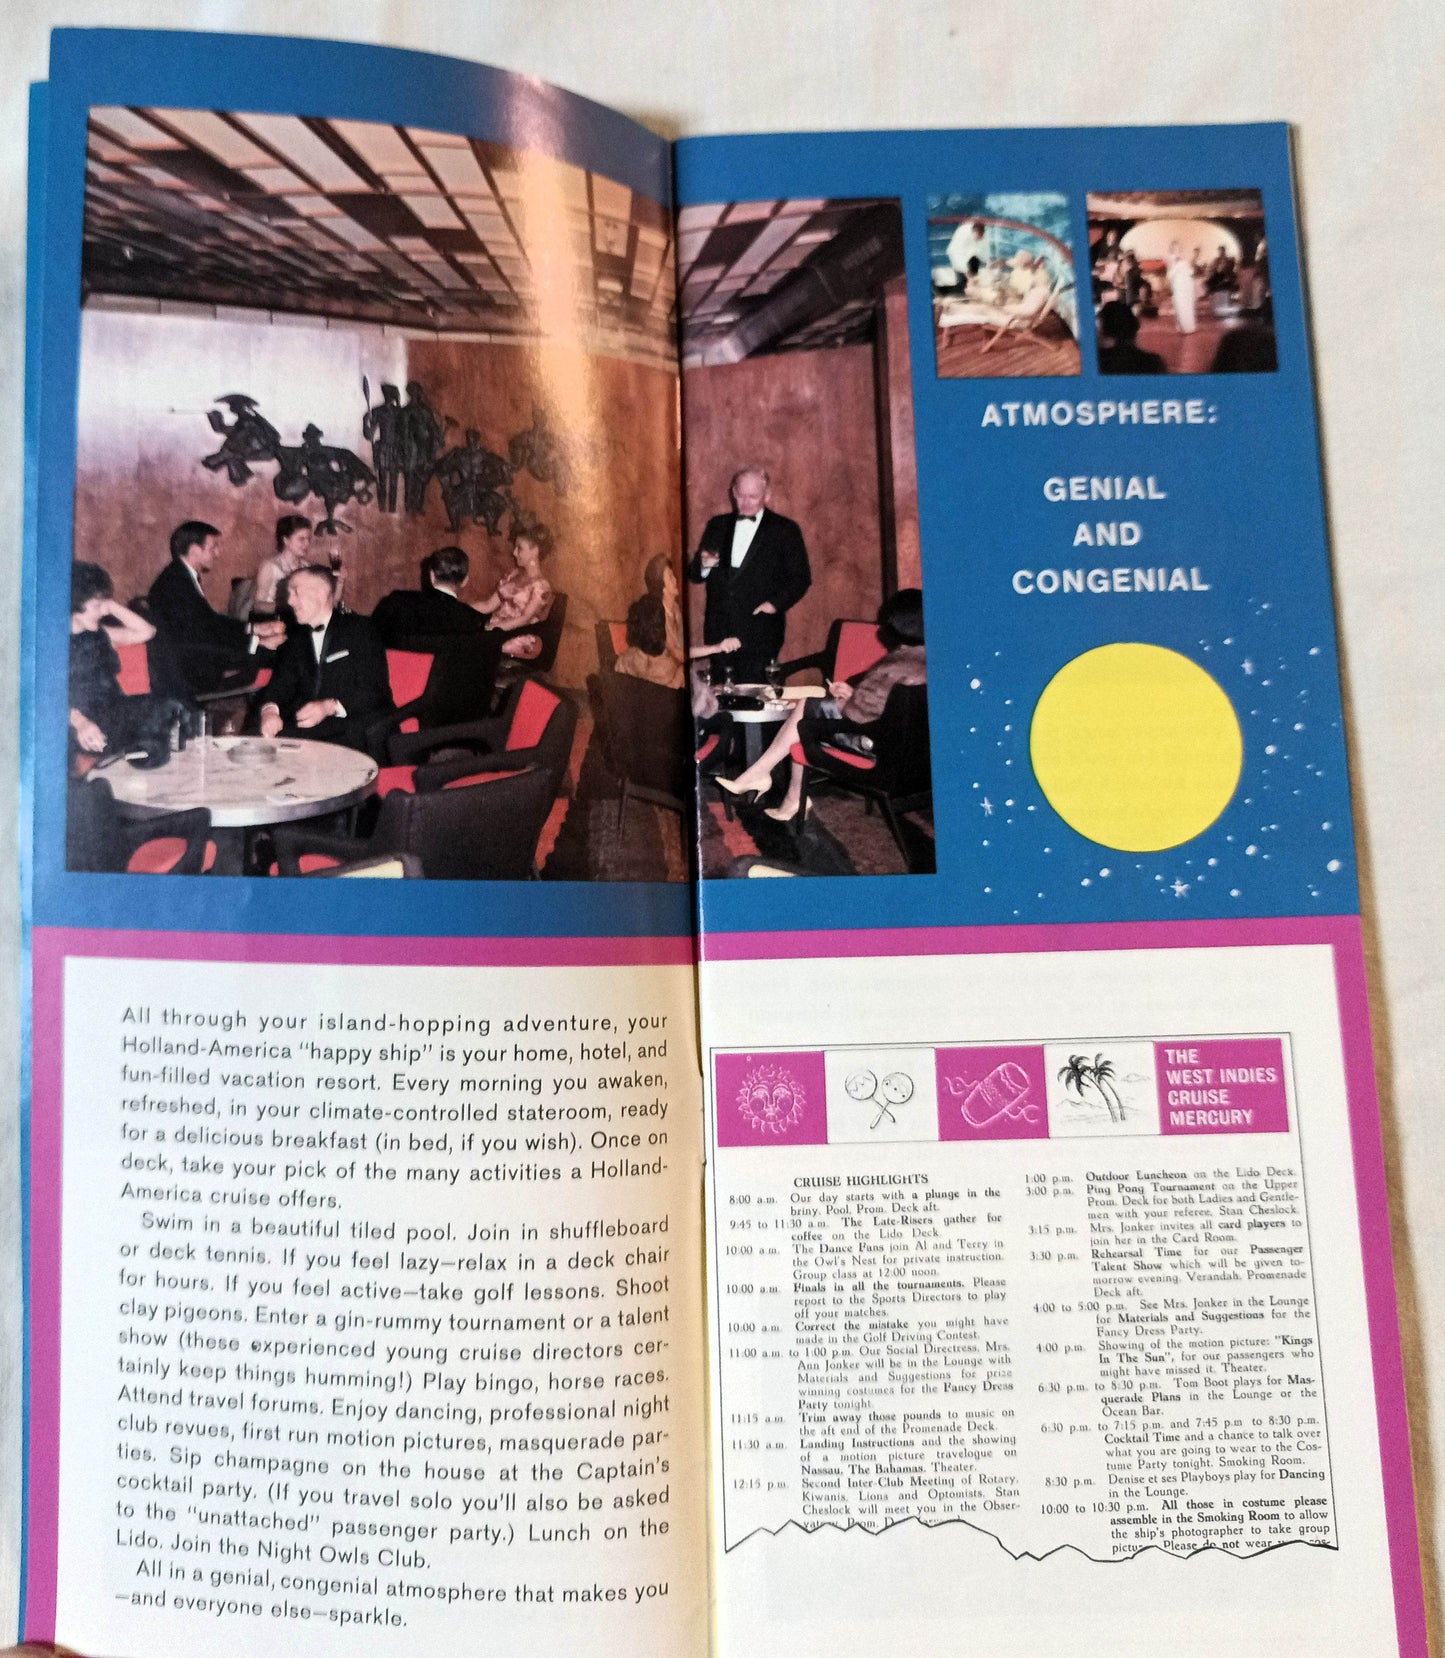 ATMOSPHERE:
GENIAL
AND
CONGENIAL
All through your island-hopping adventure, your
Holland-America "happy ship" is your home, hotel, and
fun-filled vacation resort. Every morning you awaken,
refreshed, in your climate-controlled stateroom, ready
for a delicious breakfast (in bed, if you wish). Once on
deck, take your pick of the many activities a Holland-
America cruise offers.
Swim in a beautiful tiled pool. Join in shuffleboard
or deck tennis. If you feel lazy—relax in a deck chair
for hours. If you feel active—take golf lessons. Shoot
clay pigeons. Enter a gin-rummy tournament or a talent
show (these experienced young cruise directors cer-
tainly keep things humming!) Play bingo, horse races.
Attend travel forums. Enjoy dancing, professional night
club revues, first run motion pictures, masquerade par-
ties. Sip champagne on the house at the Captain's
cocktail party. (If you travel solo you'll also be asked
to the "unattached" passenger party.) Lunch on the
Lido. Join the Night Owls Club.
All in a genial, congenial atmosphere that makes you
—and everyone else—sparkle.
THE
WEST INDIES
CRUISE
MERCURY
CRUISE HIGHLIGHTS
8:00 a.m. Our day starts with a plunge in the
briny. Pool, Prom. Deck aft.
9:45 to 11:30 a.m. The Late-Risers gather for
coffee on the Lido Deck.
10:00 a.m. The Dance Fans join Al and Terry in
the Owl's Nest for private instruction.
Group class at 12:00 noon.
10:00 a.m. Finals in all the tournaments. Please
report to the Sports Directors to play
off your matches.
10:00 a.m. Correct the mistake you might have
made in the Golf Driving Contest.
11:00 a.m. to 1:00 p.m. Our Social Directress, Mrs.
Ann Jonker will be in the Lounge with
Materials and Suggestions for prize
winning costumes for the Fancy Dress
Party tonight.
11:15 a.m. Trim away those pounds to music on
the aft end of the Promenade Deck.
11:30 a.m. Landing Instructions and the showing
of a motion picture travelogue on
Nassau, The Bahamas. Theater.
12:15 p.m. Second Inter-Club Meeting of Rotary,
Kiwanis, Lions and Optomists. Stan
Cheslock will meet you in the Obser-
Prom.
1:00 p.m. Outdoor Luncheon on the Lido Deck.
3:00 p.m. Ping Pong Tournament on the Upper
Prom. Deck for both Ladies and Gentle-
men with your referee, Stan Cheslock.
3:15 p.m. Mrs. Jonker invites all card players to
join her in the Card Room.
3:30 p.m. Rehearsal Time for our Passenger
Talent Show which will be given to-
morrow evening. Verandah, Promenade
Deck aft.
4:00 to 5:00 p.m. See Mrs. Jonker in the Lounge
for Materials and Suggestions for the
Fancy Dress Party.
4:00 p.m. Showing of the motion picture: "Kings
In The Sun", for our passengers who
might have missed it. Theater.
6:30 p.m. to 8:30 p.m. Tom Boot plays for Mas-
querade Plans in the Lounge or the
Ocean Bar.
6:30 p.m. to 7:15 p.m. and 7:45 p.m to 8:30 p.m.
Cocktail Time and a chance to talk over
what you are going to wear to the Cos-
tume Party tonight. Smoking Room.
8:30 p.m. Denise et ses Playboys play for Dancing
in the Lounge.
10:00 to 10:30 p.m. All those in costume please
assemble in the Smoking Room to allow
the ship's photographer to take group
Please do not wear